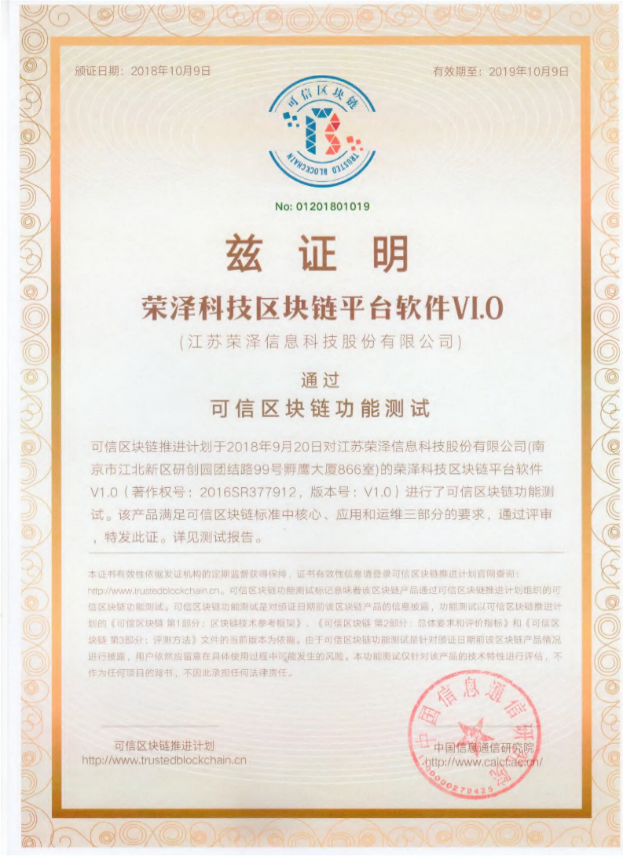 颁证日期：2018年10月9日
有效期至：2019年10月9日
可信区块链
TRUSTED BLOCKCHAIN
No: 01201801019
兹证明
荣泽科技区块链平台软件V1.0
(江苏荣泽信息科技股份有限公司)
通过
可信区块链功能测试
可信区块链推进计划于2018年9月20日对江苏荣泽信息科技股份有限公司(南
京市江北新区研创园团结路99号孵鹰大厦866室)的荣泽科技区块链平台软件
V1.0（著作权号：2016SR377912，版本号：V1.0）进行了可信区块链功能测
试。该产品满足可信区块链标准中核心、应用和运维三部分的要求，通过评审
，特发此证。详见测试报告。
本证书有效性依据发证机构的定期监督获得保持，证书有效性信息请登录可信区块链推进计划官网查询：
http://www.trustedblockchain.cn。可信区块链功能测试标记意味着该区块链产品通过可信区块链推进计划组织的可
信区块链功能测试。可信区块链功能测试是对颁证日期前该区块链产品的信息披露，功能测试以可信区块链推进计
划的《可信区块链 第1部分：区块链技术参考框架》、《可信区块链 第2部分：总体要求和评价指标》和《可信区
块链 第3部分：评测方法》文件的当前版本为依据。由于可信区块链功能测试是针对颁证日期前该区块链产品情况
进行披露，用户依然应留意在具体使用过程中可能发生的风险。本功能测试仅针对该产品的技术特性进行评估，不
作为任何项目的背书，不因此承担任何法律责任。
可信区块链推进计划
http://www.trustedblockchain.cn
中国信息通信研究院
http://www.caict.ac.cn/
中国信息通信研究院